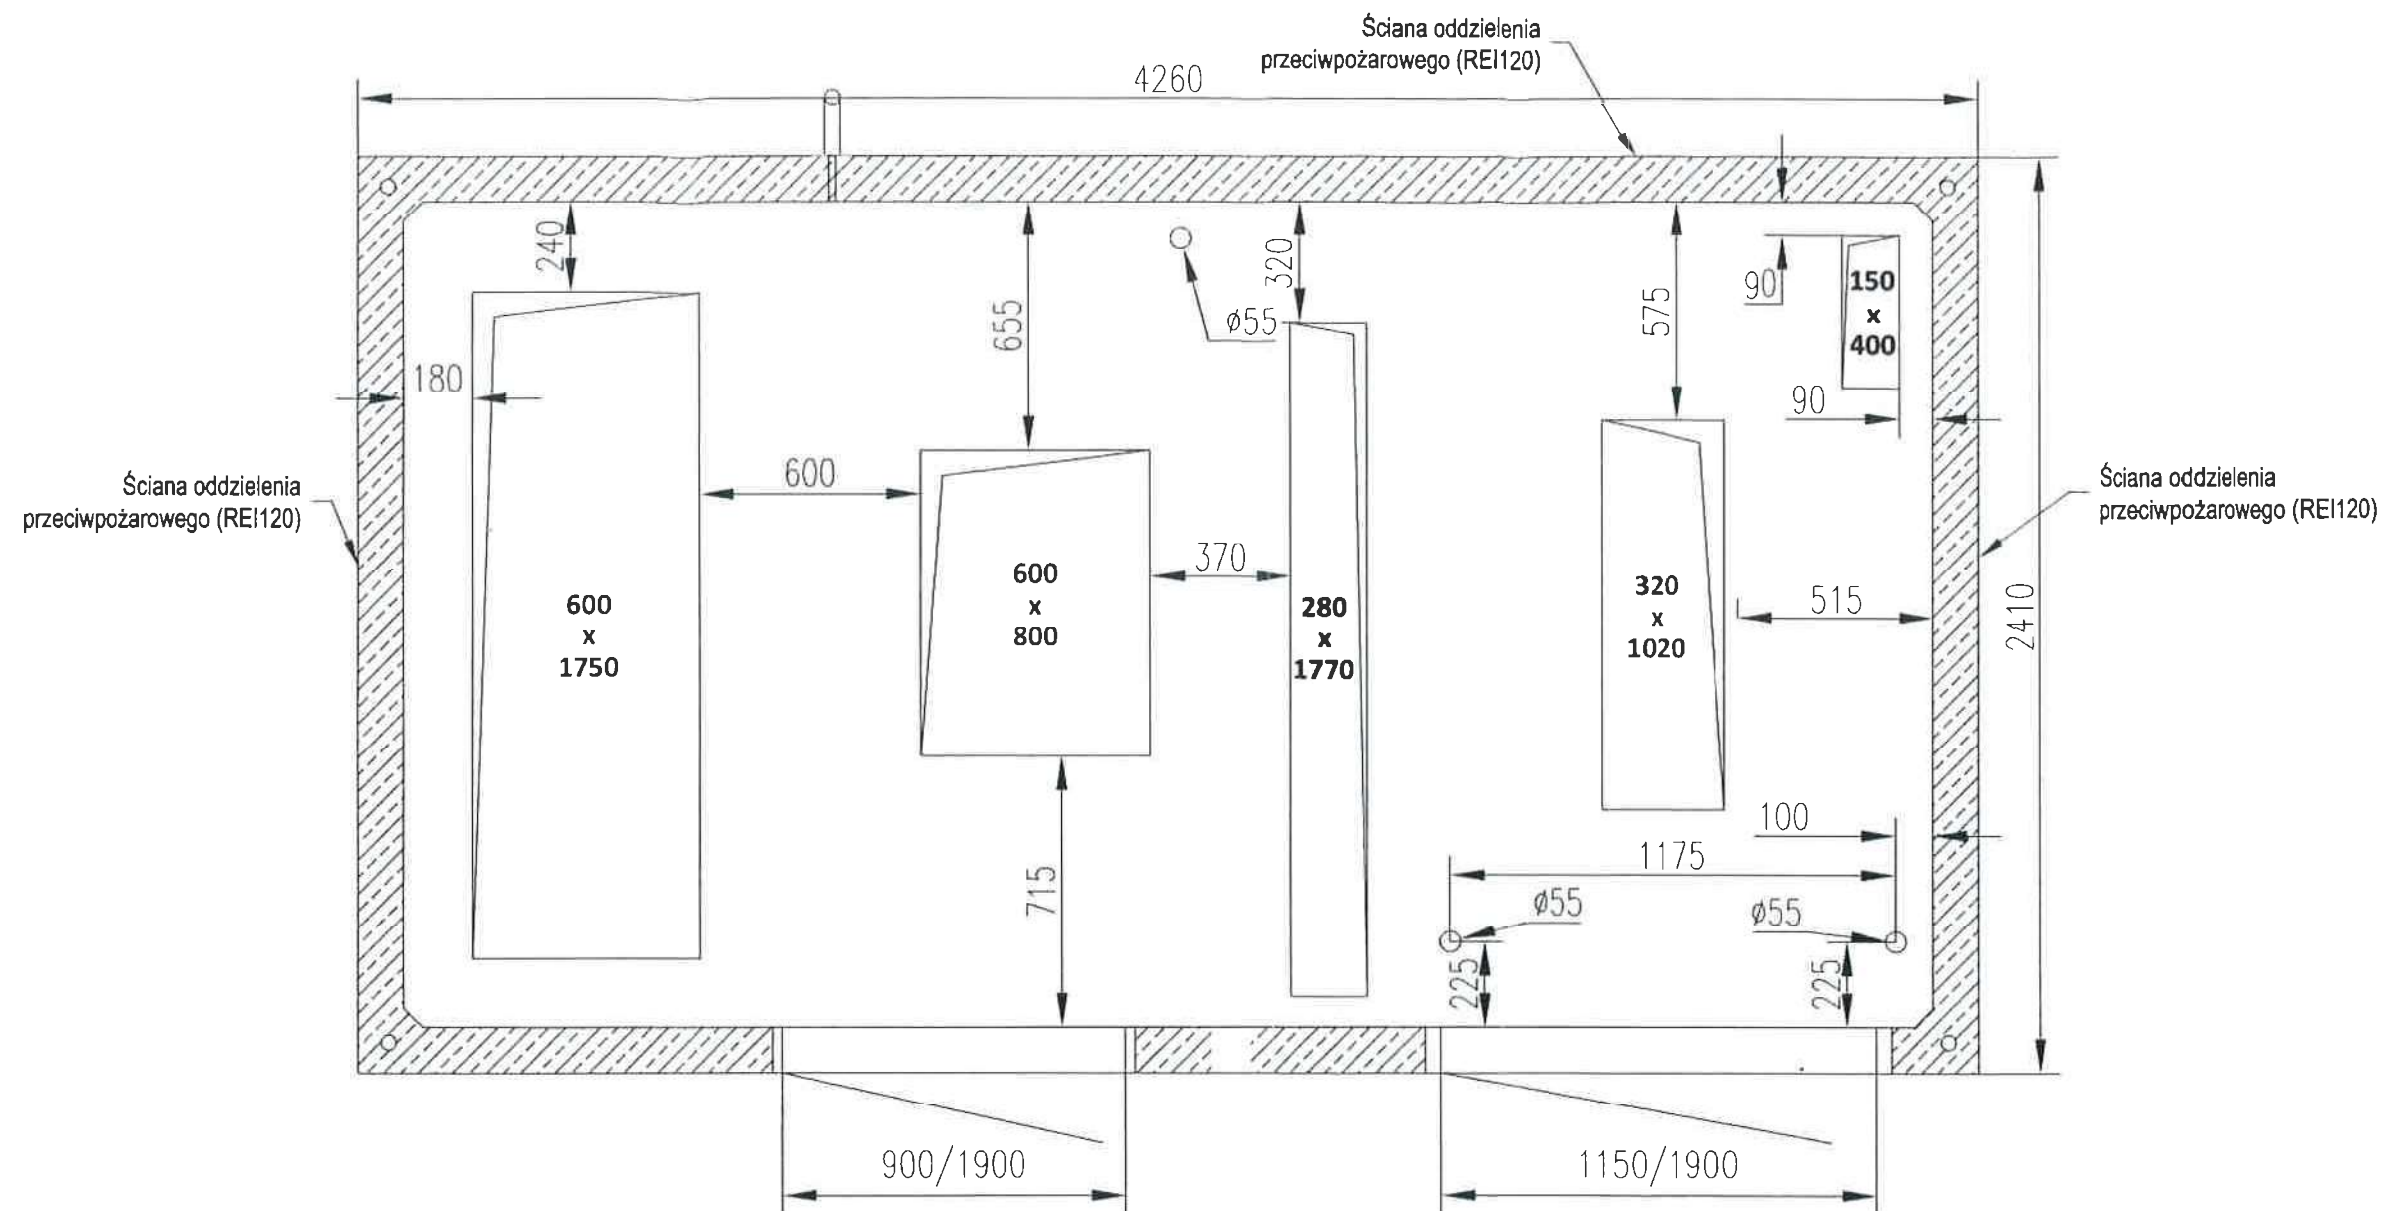 Ściana oddzielenia
przeciwpożarowego (REI120)
4260
240
655
320
575
90
150
x
400
ø55
180
90
600
Ściana oddzielenia
przeciwpożarowego (REI120)
Ściana oddzielenia
przeciwpożarowego (REI120)
370
600
x
1750
600
x
800
280
x
1770
320
x
1020
515
2410
100
1175
715
ø55
ø55
225
225
900/1900
1150/1900